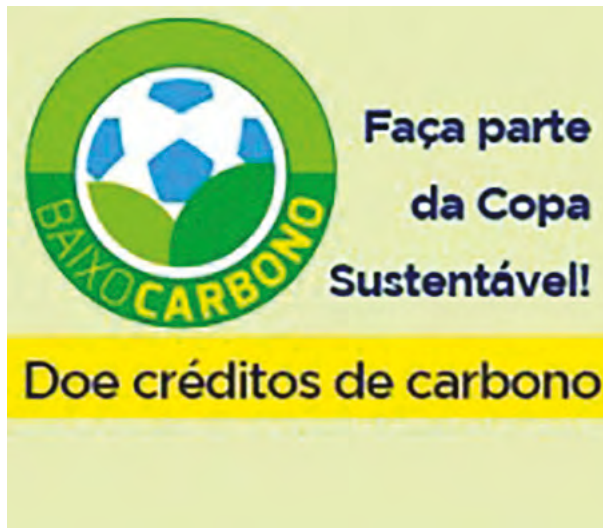 BAIXO CARBONO
Faça parte
da Copa
Sustentável!
Doe créditos de carbono